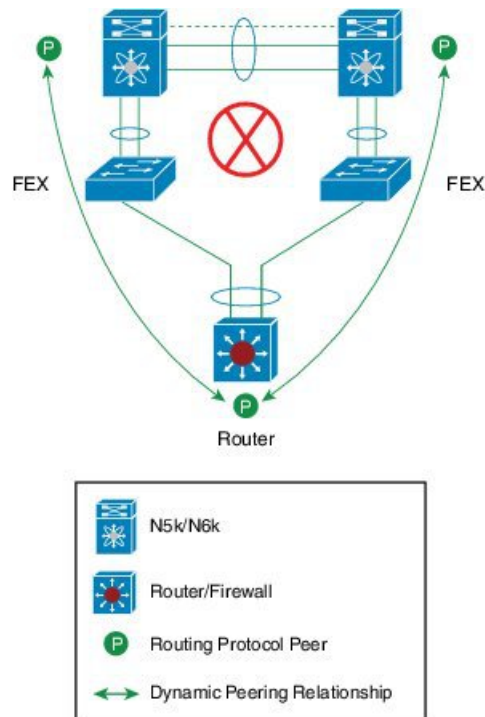 P
P
FEX
FEX
P
Router
N5k/N6k
Router/Firewall
P
Routing Protocol Peer
Dynamic Peering Relationship